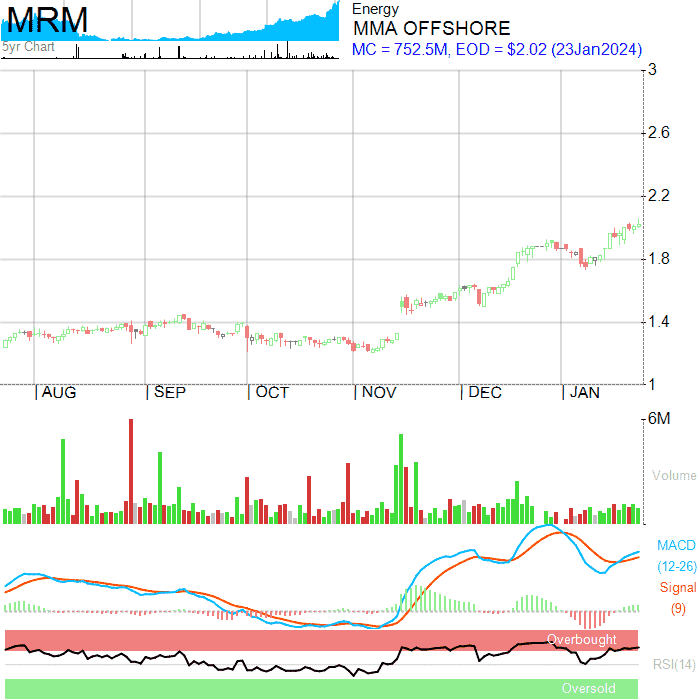 MRM
5yr Chart
Energy
MMA OFFSHORE
MC = 752.5M, EOD = $2.02 (23Jan2024)
3
2.6
2.2
1.8
1.4
1
AUG SEP OCT NOV DEC JAN
6M
Volume
MACD
(12-26)
Signal
(9)
Overbought
RSI(14)
Oversold